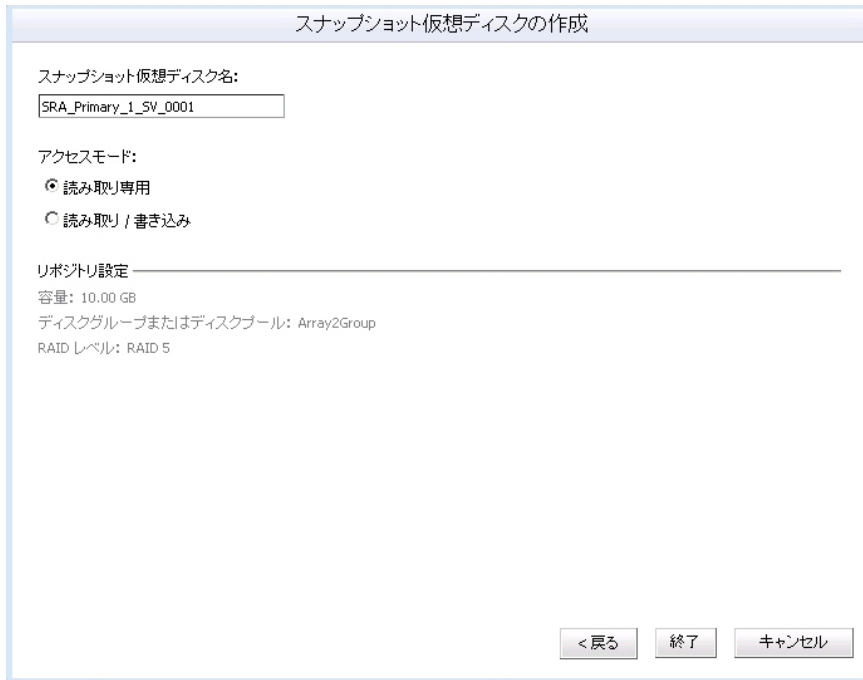 スナップショット仮想ディスクの作成
スナップショット仮想ディスク名:
SRA_Primary_1_SV_0001
アクセスモード:
読み取り専用
読み取り / 書き込み
リポジトリ設定
容量: 10.00 GB
ディスクグループまたはディスクプール: Array2Group
RAID レベル: RAID 5
< 戻る 終了 キャンセル